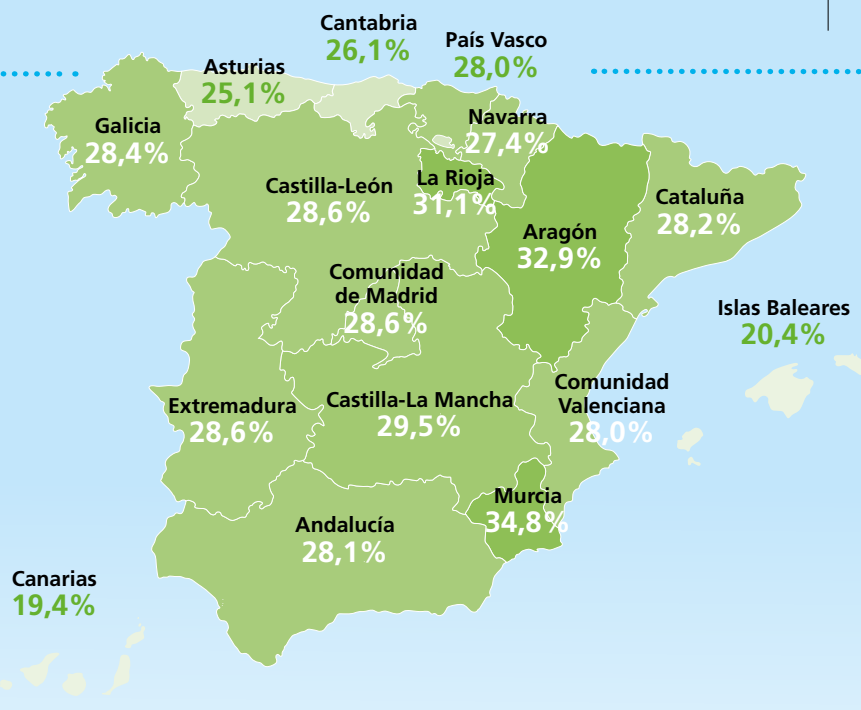 Cantabria
26,1%
País Vasco
28,0%
Asturias
25,1%
Galicia
28,4%
Navarra
27,4%
Castilla-León
28,6%
La Rioja
31,1%
Aragón
32,9%
Cataluña
28,2%
Comunidad
de Madrid
28,6%
Islas Baleares
20,4%
Extremadura
28,6%
Castilla-La Mancha
29,5%
Comunidad
Valenciana
28,0%
Murcia
34,8%
Andalucía
28,1%
Canarias
19,4%